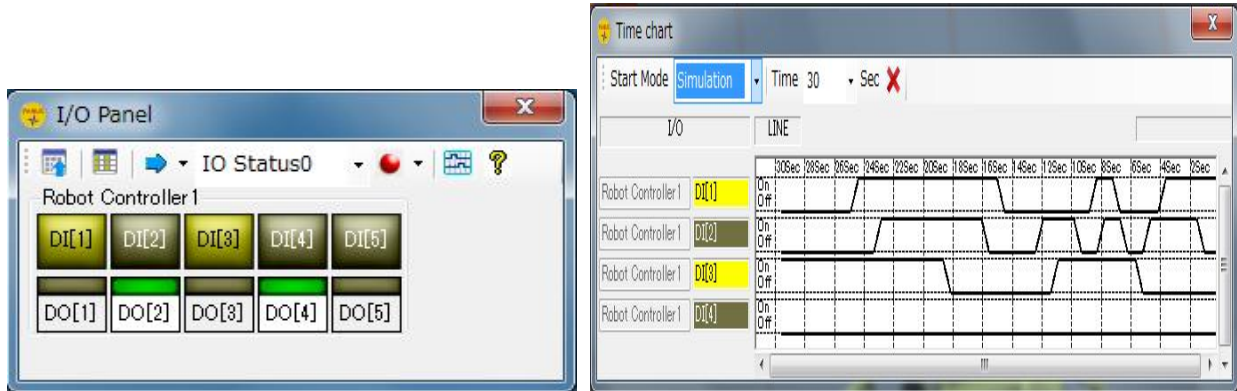 I/O Panel
IO Status0
Robot Controller1
DI[1] DI[2] DI[3] DI[4] DI[5]
DO[1] DO[2] DO[3] DO[4] DO[5]
Time chart
Start Mode Simulation Time 30 Sec
I/O LINE
30Sec 28Sec 26Sec 24Sec 22Sec 20Sec 18Sec 16Sec 14Sec 12Sec 10Sec 8Sec 6Sec 4Sec 2Sec
Robot Controller1 DI[1] On
Off
Robot Controller1 DI[2] On
Off
Robot Controller1 DI[3] On
Off
Robot Controller1 DI[4] On
Off